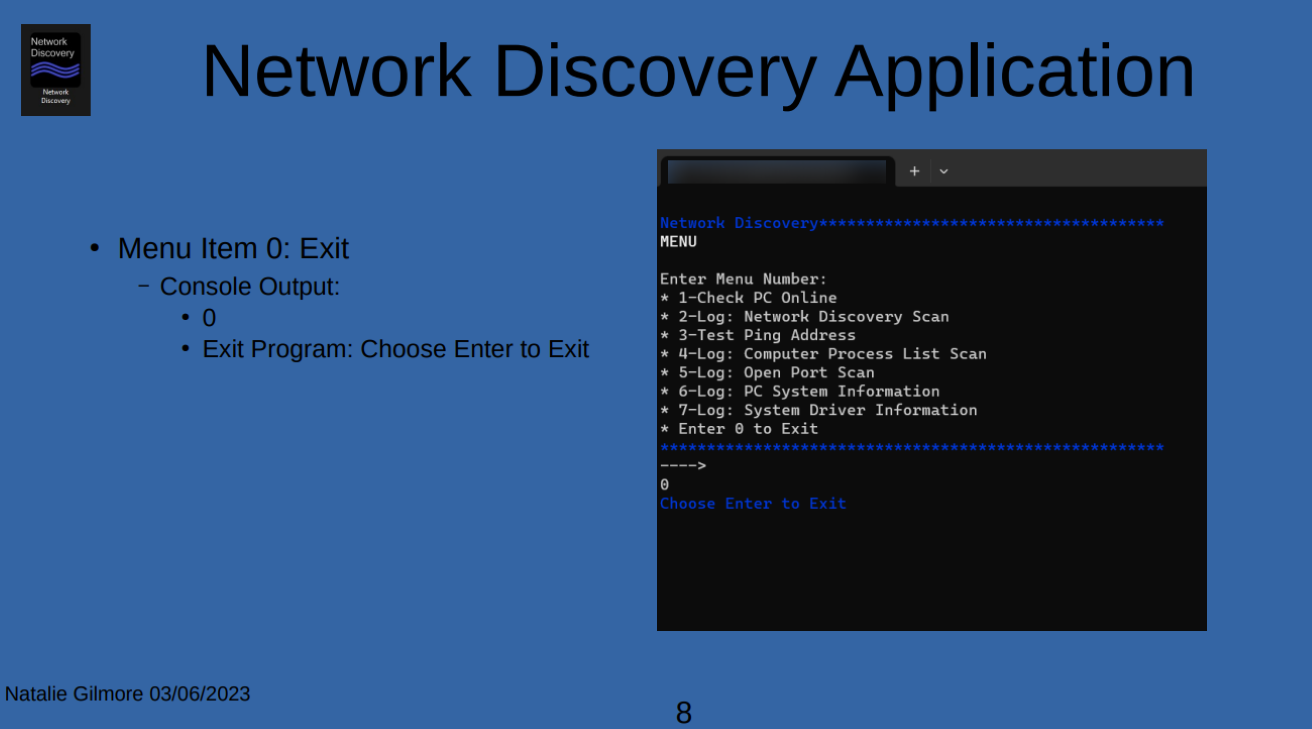 Network
Discovery
Network
Discovery
Network Discovery Application
• Menu Item 0: Exit
– Console Output:
• 0
• Exit Program: Choose Enter to Exit
Network Discovery*************************************
MENU
Enter Menu Number:
* 1-Check PC Online
* 2-Log: Network Discovery Scan
* 3-Test Ping Address
* 4-Log: Computer Process List Scan
* 5-Log: Open Port Scan
* 6-Log: PC System Information
* 7-Log: System Driver Information
* Enter 0 to Exit
******************************************************
---->
0
Choose Enter to Exit
Natalie Gilmore 03/06/2023
8